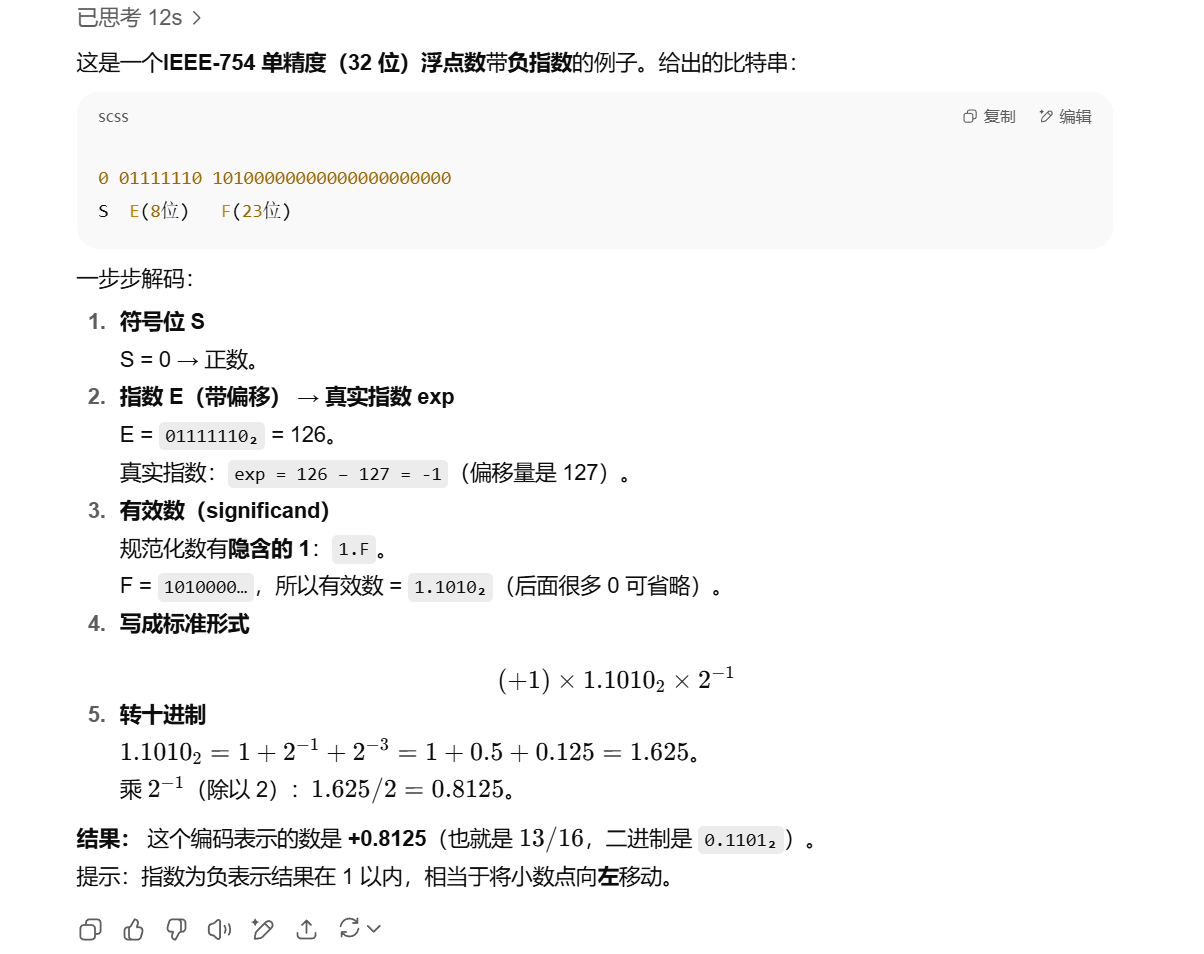 已思考 12s >
这是一个IEEE-754 单精度（32 位）浮点数带负指数的例子。给出的比特串：
scss
复制
编辑
0 01111110 10100000000000000000000
S  E(8位)   F(23位)
一步步解码：
1. 符号位 S
S = 0 → 正数。
2. 指数 E（带偏移） → 真实指数 exp
E = 01111110₂ = 126。
真实指数： exp = 126 − 127 = -1（偏移量是 127）。
3. 有效数（significand）
规范化数有隐含的 1： 1.F。
F = 1010000…，所以有效数 = 1.1010₂（后面很多 0 可省略）。
4. 写成标准形式
(+1) × 1.1010₂ × 2⁻¹
5. 转十进制
1.1010₂ = 1 + 2⁻¹ + 2⁻³ = 1 + 0.5 + 0.125 = 1.625。
乘 2⁻¹（除以 2）：1.625/2 = 0.8125。
结果： 这个编码表示的数是 +0.8125（也就是 13/16，二进制是 0.1101₂）。
提示：指数为负表示结果在 1 以内，相当于将小数点向左移动。